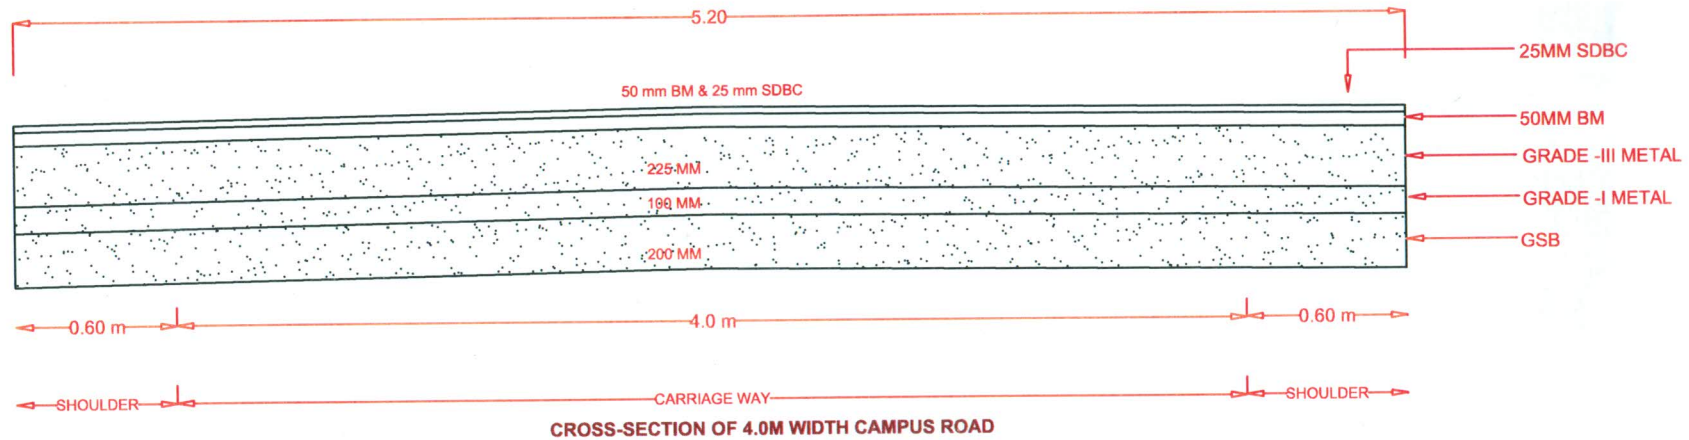 5.20
25MM SDBC
50 mm BM & 25 mm SDBC
50MM BM
GRADE -III METAL
225 MM
GRADE -I METAL
100 MM
GSB
200 MM
0.60 m
4.0 m
0.60 m
SHOULDER
CARRIAGE WAY
SHOULDER
CROSS-SECTION OF 4.0M WIDTH CAMPUS ROAD